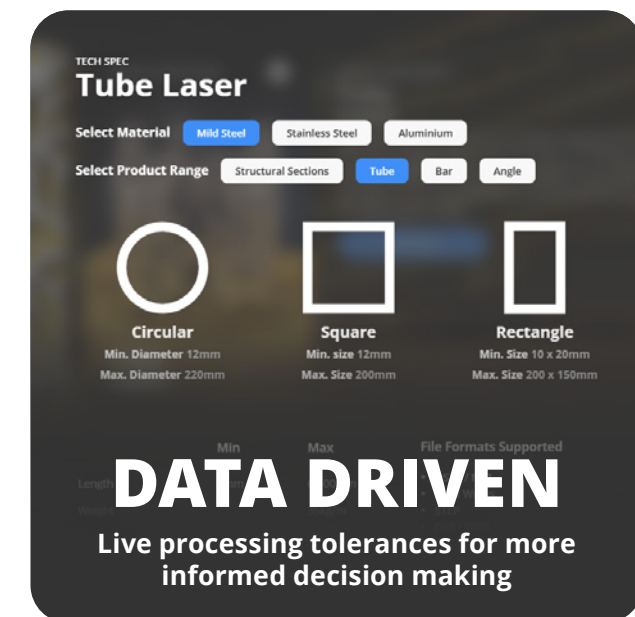 TECH SPEC
Tube Laser
Select Material Mild Steel Stainless Steel Aluminium
Select Product Range Structural Sections Tube Bar Angle
Circular Square Rectangle
Min. Diameter 12mm Min. size 12mm Min. Size 10 x 20mm
Max. Diameter 220mm Max. Size 200mm Max. Size 200 x 150mm
Min Max File Formats Supported
Length
Weight
DATA DRIVEN
Live processing tolerances for more
informed decision making